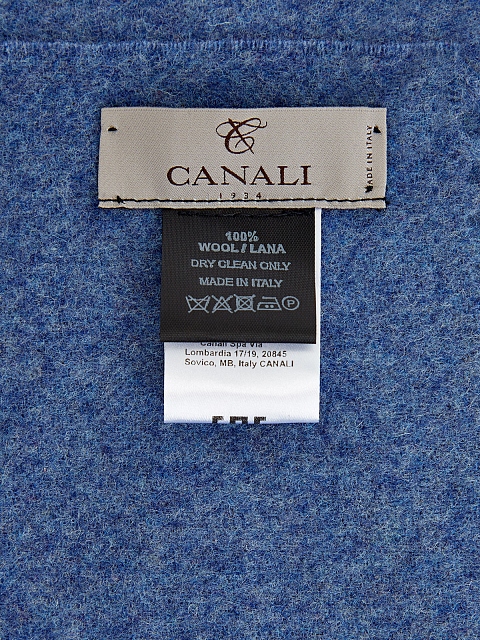 CANALI
1934
MADE IN ITALY
100%
WOOL / LANA
DRY CLEAN ONLY
MADE IN ITALY
Canali Spa Via
Lombardia 17/19, 20845
Sovico, MB, Italy CANALI